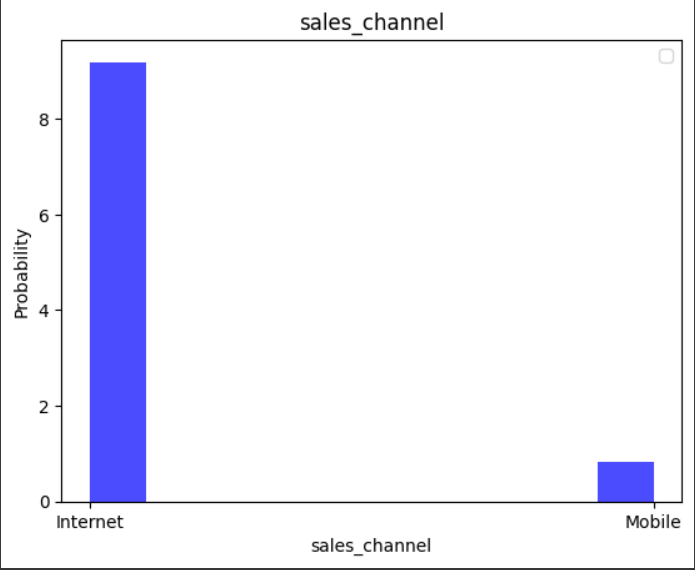 sales_channel
8
6
4
2
0
Probability
Internet
Mobile
sales_channel